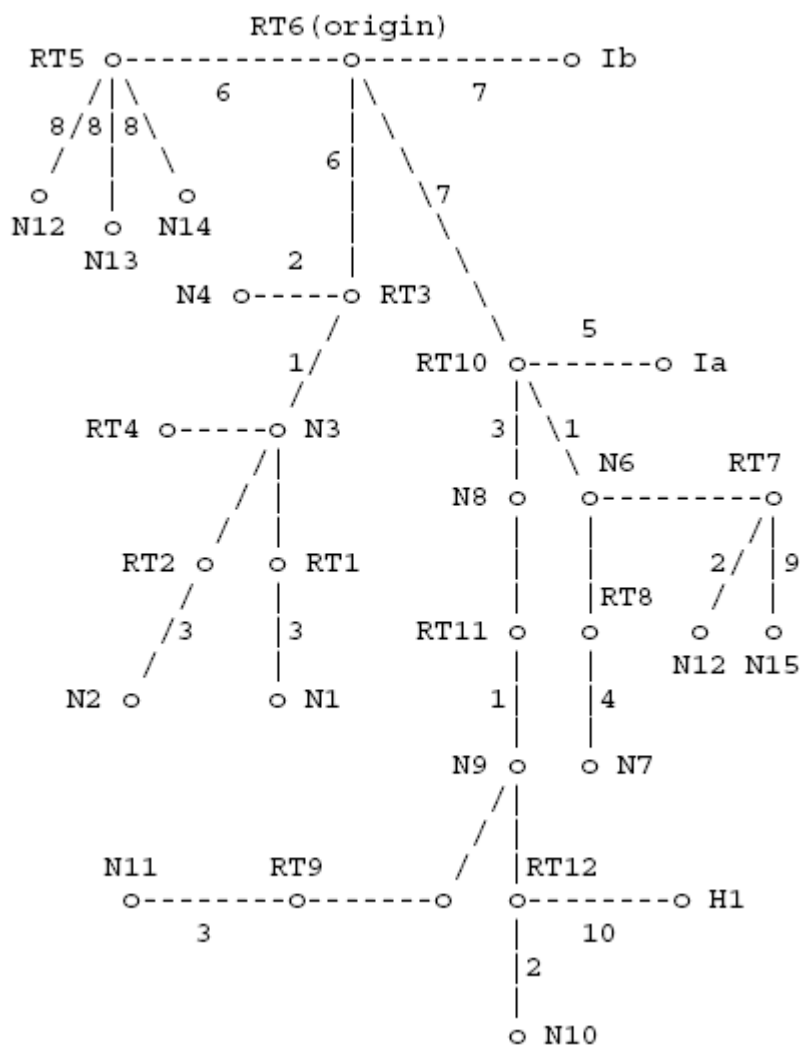 RT6(origin)
RT5 Ib
6 7
8 8 8
6
7
N12 N14
N13
2
N4 RT3
5
1
RT10 Ia
RT4 N3
3 1
N6 RT7
N8
RT2 RT1
2 9
RT8
3 3
RT11
N12 N15
N2 N1
1 4
N9 N7
N11 RT9 RT12
H1
3 10
2
N10